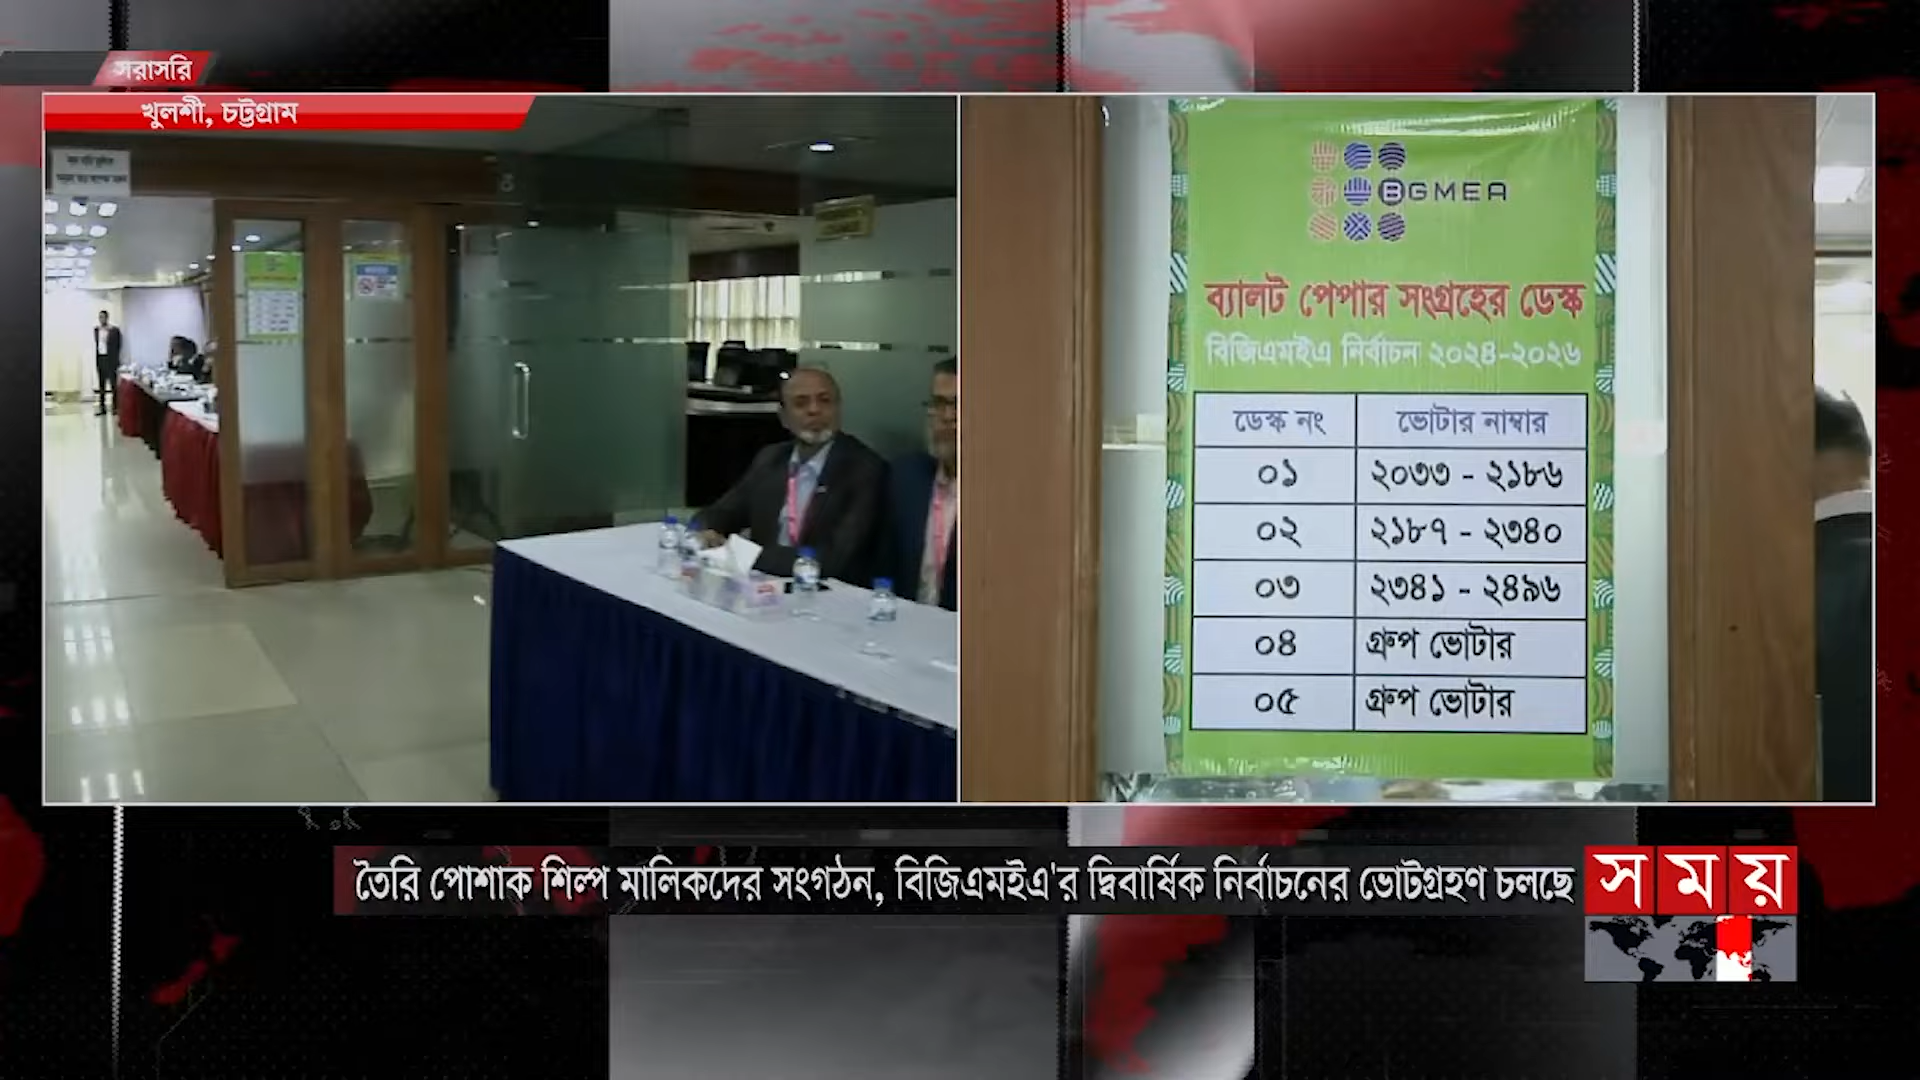 সরাসরি
খুলশী, চট্টগ্রাম
BGMEA
ব্যালট পেপার সংগ্রহের ডেস্ক
বিজিএমইএ নির্বাচন ২০২৪-২০২৬
ডেস্ক নং ভোটার নাম্বার
০১ ২০৩৩ - ২১৮৬
০২ ২১৮৭ - ২৩৪০
০৩ ২৩৪১ - ২৪৯৬
০৪ গ্রুপ ভোটার
০৫ গ্রুপ ভোটার
তৈরি পোশাক শিল্প মালিকদের সংগঠন, বিজিএমইএ'র দ্বিবার্ষিক নির্বাচনের ভোটগ্রহণ চলছে
সময়